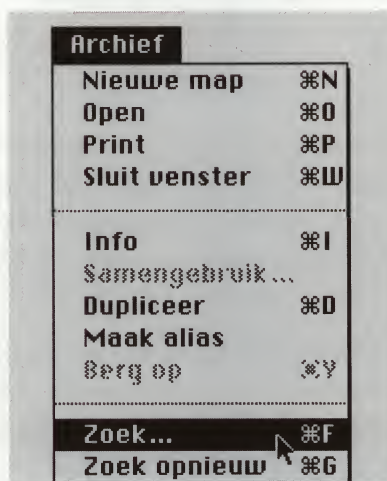 Archief
Nieuwe map ⌘N
Open ⌘O
Print ⌘P
Sluit venster ⌘W
Info ⌘I
Samengebruik...
Dupliceer ⌘D
Maak alias
Berg op ⌘Y
Zoek... ⌘F
Zoek opnieuw ⌘G